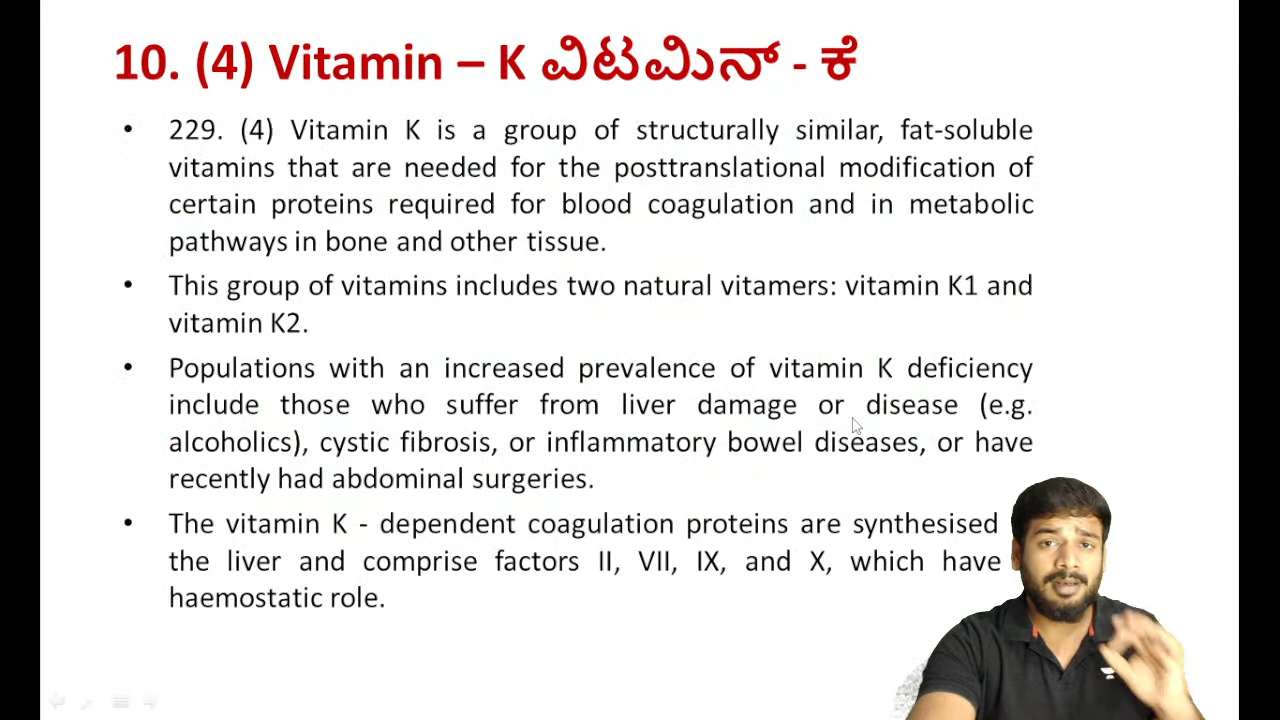 10. (4) Vitamin – K ವಿಟಮಿನ್ - ಕೆ
• 229. (4) Vitamin K is a group of structurally similar, fat-soluble
vitamins that are needed for the posttranslational modification of
certain proteins required for blood coagulation and in metabolic
pathways in bone and other tissue.
• This group of vitamins includes two natural vitamers: vitamin K1 and
vitamin K2.
• Populations with an increased prevalence of vitamin K deficiency
include those who suffer from liver damage or disease (e.g.
alcoholics), cystic fibrosis, or inflammatory bowel diseases, or have
recently had abdominal surgeries.
• The vitamin K - dependent coagulation proteins are synthesised
the liver and comprise factors II, VII, IX, and X, which have
haemostatic role.